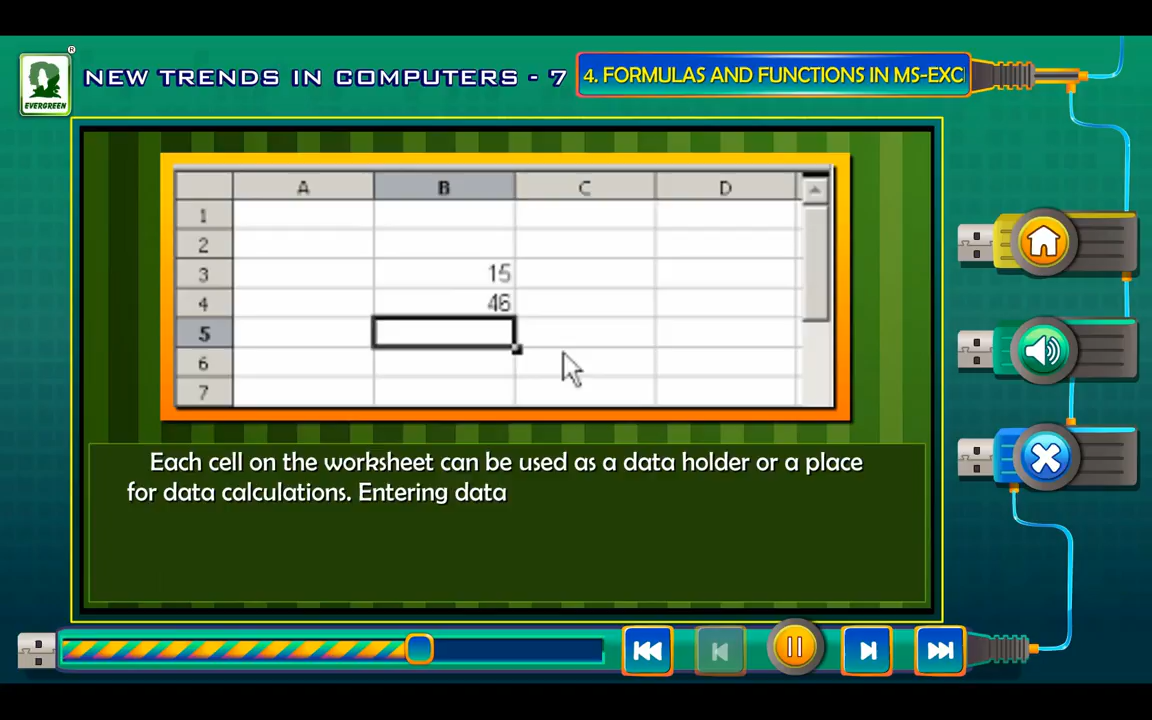 ®
EVERGREEN
NEW TRENDS IN COMPUTERS - 7
4. FORMULAS AND FUNCTIONS IN MS-EXC
A B C D
1
2
3 15
4 46
5
6
7
Each cell on the worksheet can be used as a data holder or a place
for data calculations. Entering data